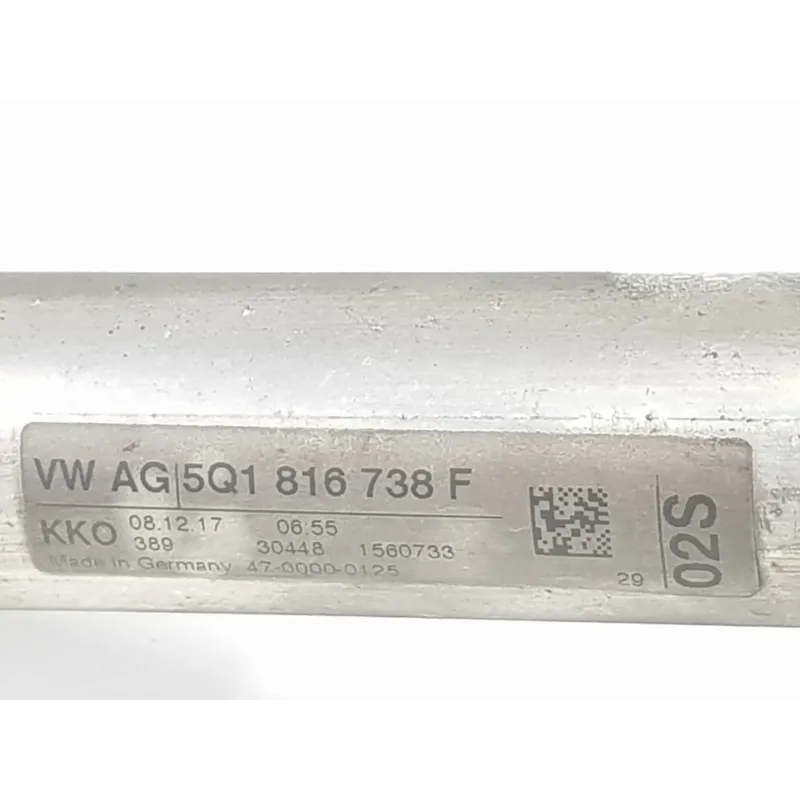 VW AG 5Q1 816 738 F
KKO 08.12.17 06:55
389 30448 1560733
Made in Germany 47-0000-0125
29
02S